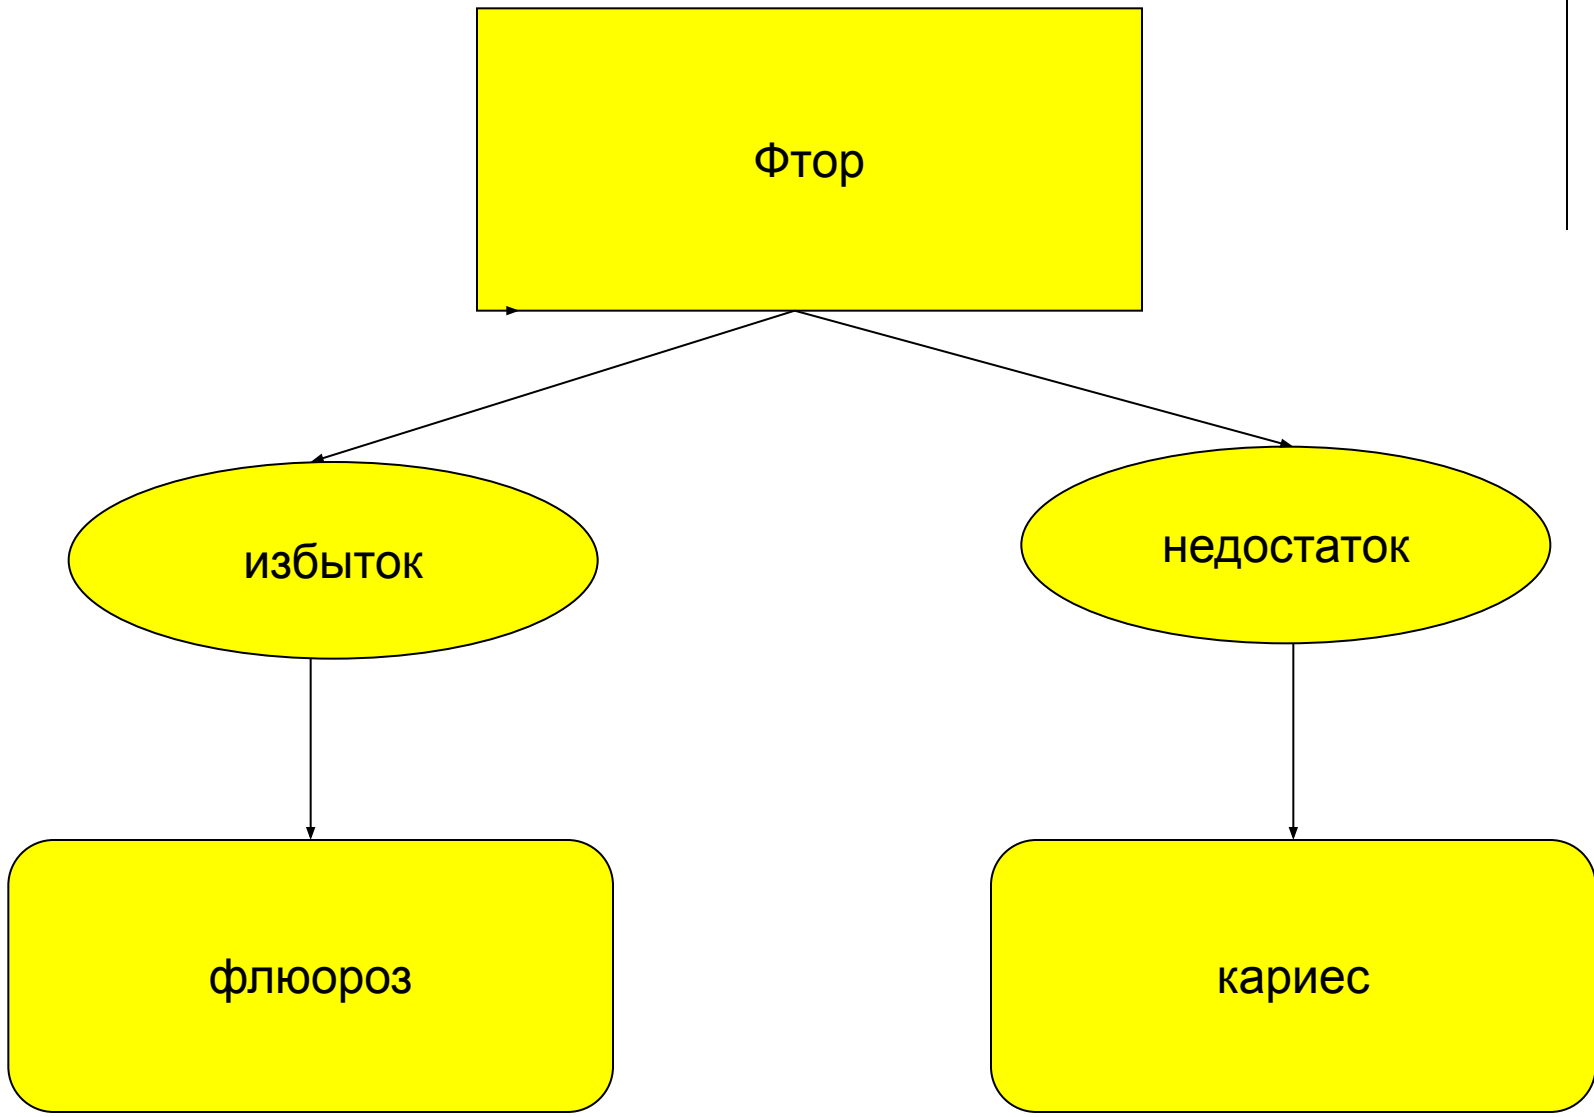 Фтор
избыток
недостаток
флюороз
кариес